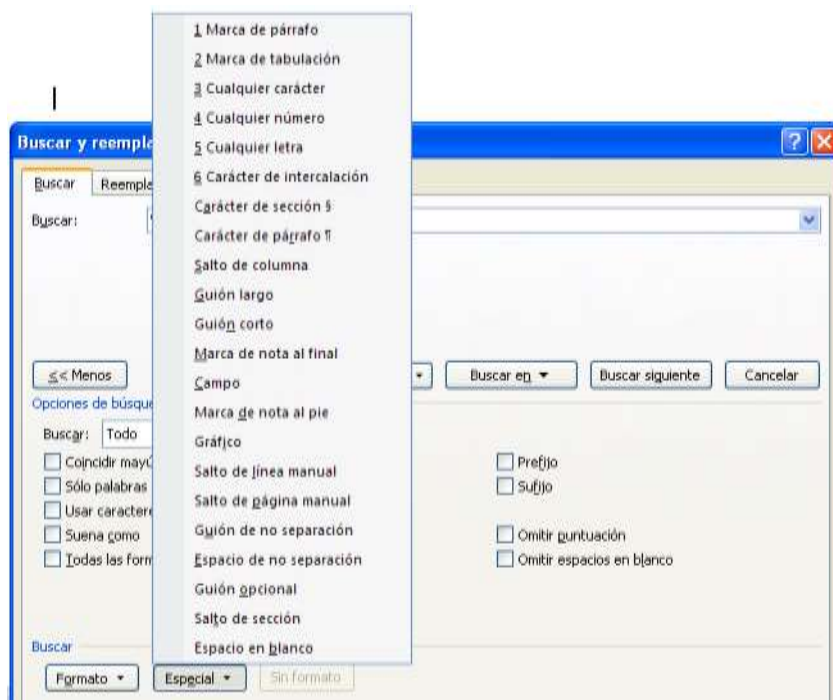 1 Marca de párrafo
2 Marca de tabulación
3 Cualquier carácter
4 Cualquier número
5 Cualquier letra
6 Carácter de intercalación
Carácter de sección §
Carácter de párrafo ¶
Salto de columna
Guión largo
Guión corto
Marca de nota al final
Campo
Marca de nota al pie
Gráfico
Salto de línea manual
Salto de página manual
Guión de no separación
Espacio de no separación
Guión opcional
Salto de sección
Espacio en blanco
Buscar y reempla
Buscar Reempla
Buscar:
<< Menos Buscar en Buscar siguiente Cancelar
Opciones de búsque
Buscar: Todo
Coincidir mayú Prefijo
Sólo palabras Sufijo
Usar caractere
Suena como Omitir puntuación
Todas las form Omitir espacios en blanco
Buscar
Formato Especial Sin formato